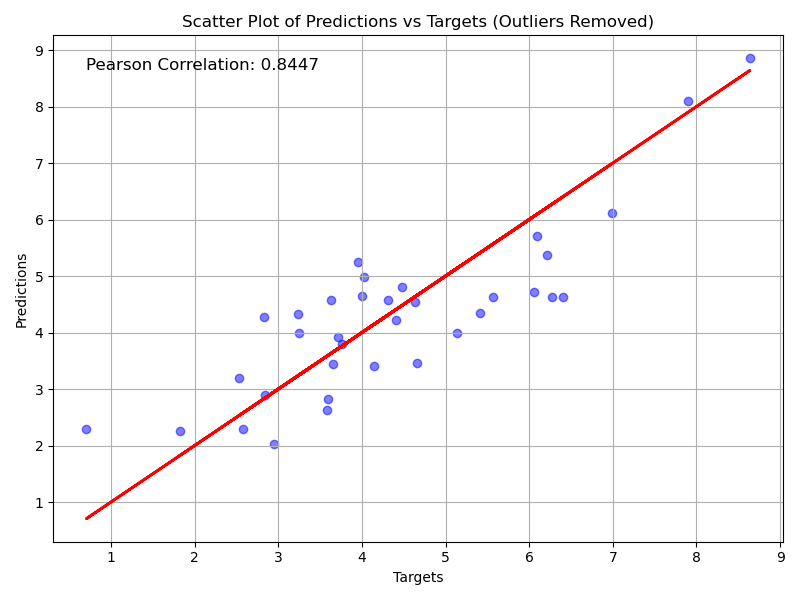 Scatter Plot of Predictions vs Targets (Outliers Removed)
Pearson Correlation: 0.8447
9
8
7
6
5
4
3
2
1
Predictions
1 2 3 4 5 6 7 8 9
Targets